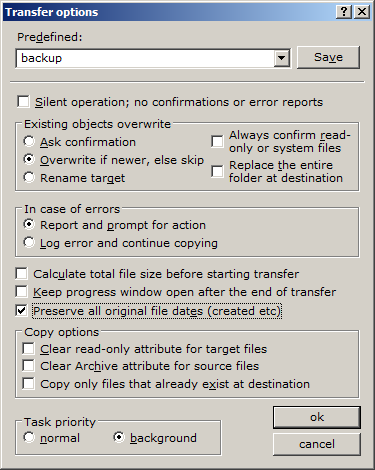 Transfer options
Predefined:
backup
Save
Silent operation; no confirmations or error reports
Existing objects overwrite
Ask confirmation
Overwrite if newer, else skip
Rename target
Always confirm read-
only or system files
Replace the entire
folder at destination
In case of errors
Report and prompt for action
Log error and continue copying
Calculate total file size before starting transfer
Keep progress window open after the end of transfer
Preserve all original file dates (created etc)
Copy options
Clear read-only attribute for target files
Clear Archive attribute for source files
Copy only files that already exist at destination
Task priority
normal
background
ok
cancel